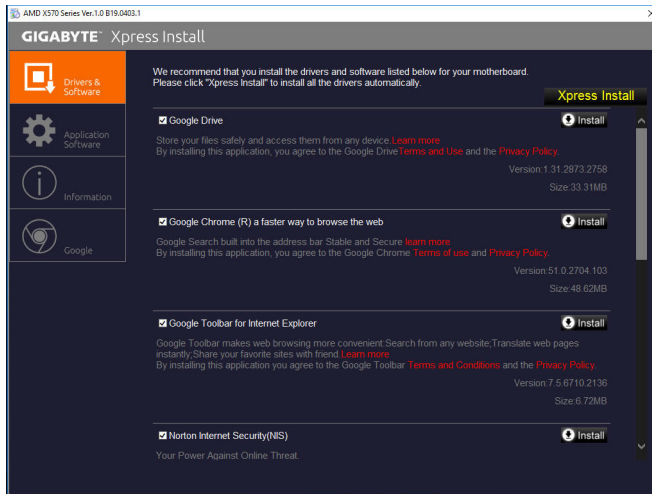 AMD X570 Series Ver.1.0 B19.0403.1
GIGABYTE™ Xpress Install
Drivers & Software
Application Software
Information
Google
We recommend that you install the drivers and software listed below for your motherboard.
Please click "Xpress Install" to install all the drivers automatically.
Xpress Install
Google Drive
Install
Store your files safely and access them from any device.Learn more
By installing this application, you agree to the Google DriveTerms and Use and the Privacy Policy.
Version:1.31.2873.2758
Size:33.31MB
Google Chrome (R) a faster way to browse the web
Install
Google Search built into the address bar Stable and Secure learn more
By installing this application, you agree to the Google Chrome Terms of use and Privacy Policy.
Version:51.0.2704.103
Size:48.62MB
Google Toolbar for Internet Explorer
Install
Google Toolbar makes web browsing more convenient:Search from any website;Translate web pages
instantly;Share your favorite sites with friend.Learn more
By installing this application you agree to the Google Toolbar Terms and Conditions and the Privacy Policy.
Version:7.5.6710.2136
Size:6.72MB
Norton Internet Security(NIS)
Install
Your Power Against Online Threat.